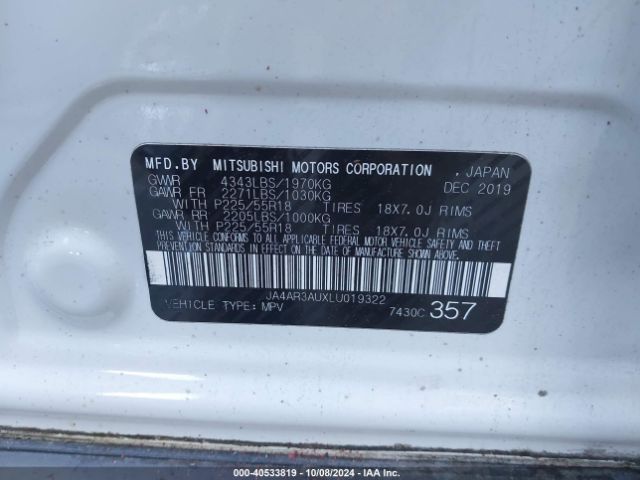 MFD.BY MITSUBISHI MOTORS CORPORATION , JAPAN
GVWR 4343LBS/1970KG DEC 2019
GAWR FR 2271LBS/1030KG
WITH P225/55R18 TIRES 18X7.0J RIMS
GAWR RR 2205LBS/1000KG
WITH P225/55R18 TIRES 18X7.0J RIMS
THIS VEHICLE CONFORMS TO ALL APPLICABLE FEDERAL MOTOR VEHICLE SAFETY AND THEFT
PREVENTION STANDARDS IN EFFECT ON THE DATE OF MANUFACTURE SHOWN ABOVE.
JA4AR3AUXLU019322
VEHICLE TYPE: MPV 7430C 357
000-40533819 - 10/08/2024 - COPYRIGHT IAA, LLC